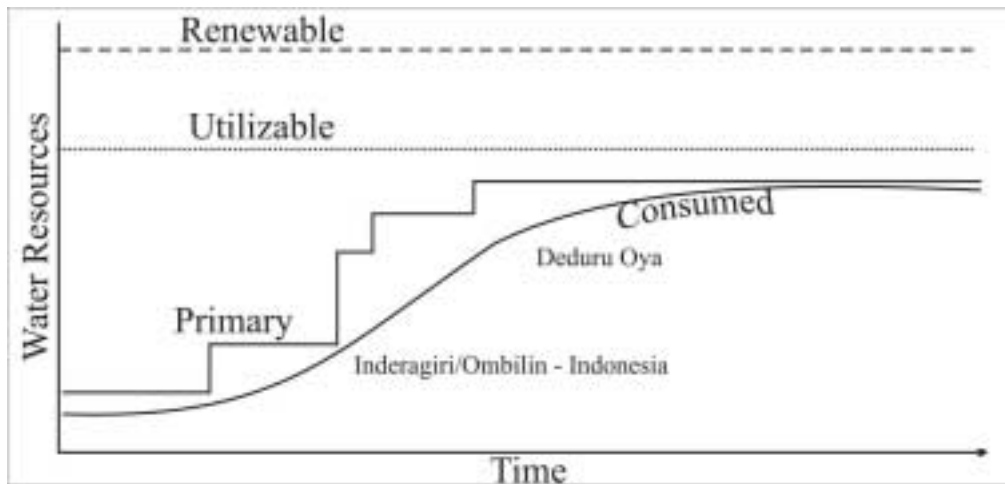 Renewable
Utilizable
Water Resources
Consumed
Deduru Oya
Primary
Inderagiri/Ombilin - Indonesia
Time